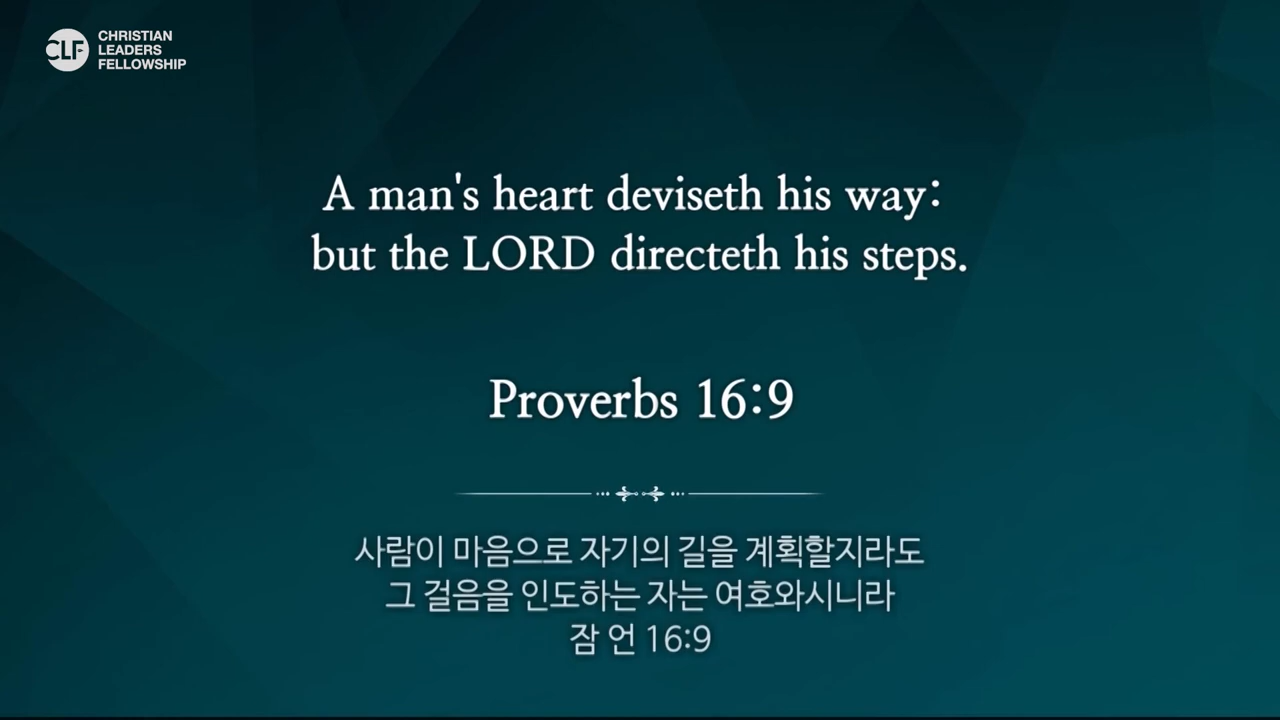 CLF
CHRISTIAN
LEADERS
FELLOWSHIP
A man's heart deviseth his way:
but the LORD directeth his steps.
Proverbs 16:9
사람이 마음으로 자기의 길을 계획할지라도
그 걸음을 인도하는 자는 여호와시니라
잠 언 16:9